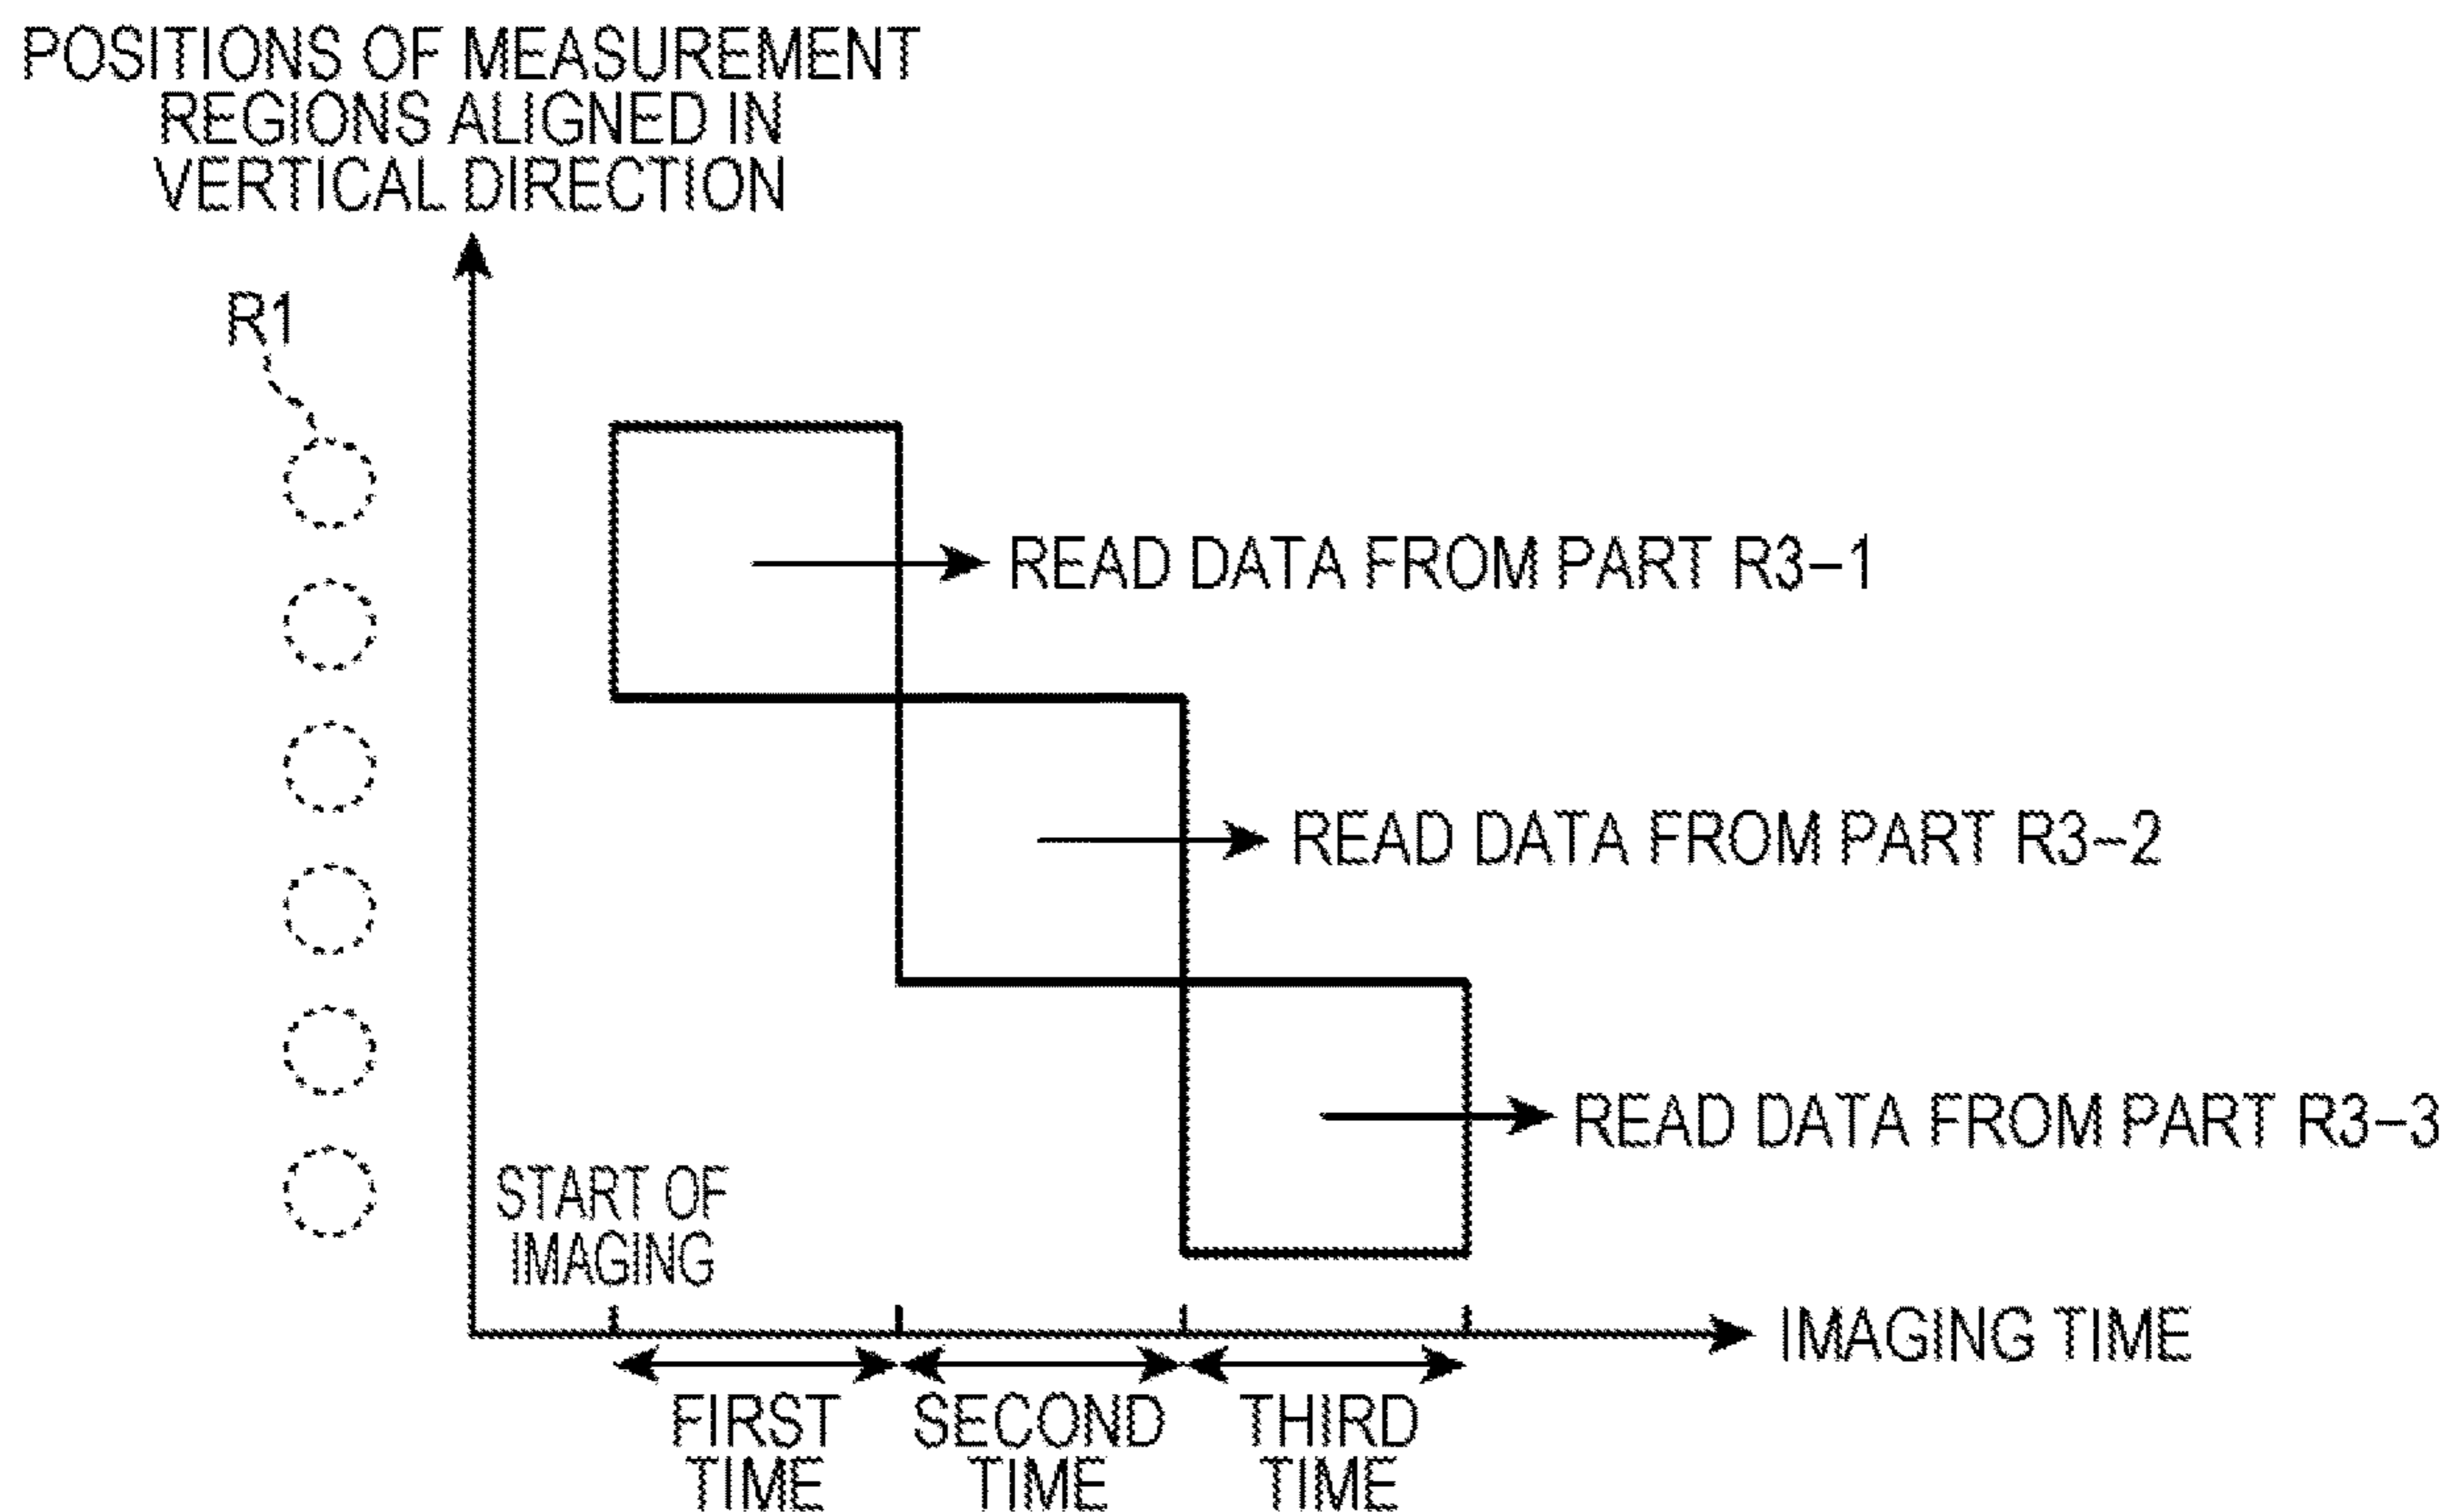 POSITIONS OF MEASUREMENT
REGIONS ALIGNED IN
VERTICAL DIRECTION
R1
READ DATA FROM PART R3-1
READ DATA FROM PART R3-2
READ DATA FROM PART R3-3
START OF
IMAGING
IMAGING TIME
FIRST
TIME
SECOND
TIME
THIRD
TIME